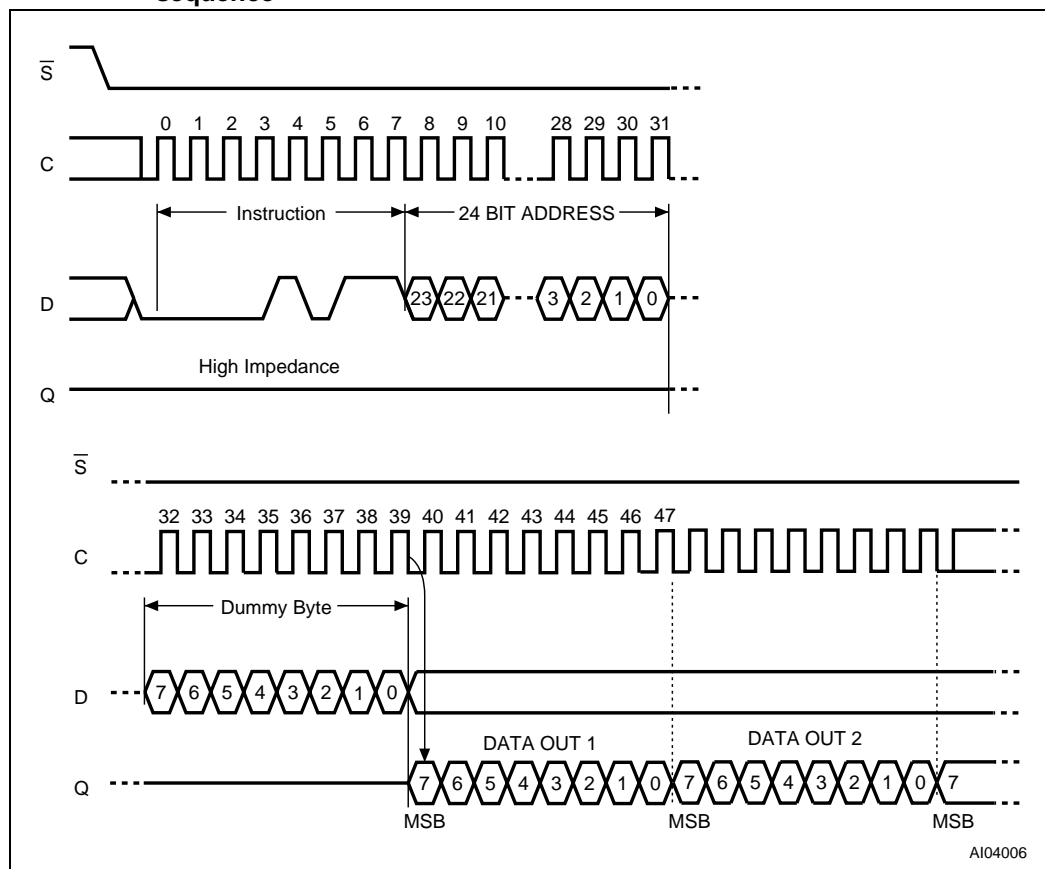 sequence
S
0 1 2 3 4 5 6 7 8 9 10 28 29 30 31
C
Instruction 24 BIT ADDRESS
D 23 22 21 3 2 1 0
High Impedance
Q
S
32 33 34 35 36 37 38 39 40 41 42 43 44 45 46 47
C
Dummy Byte
D 7 6 5 4 3 2 1 0
DATA OUT 1 DATA OUT 2
Q 7 6 5 4 3 2 1 0 7 6 5 4 3 2 1 0 7
MSB MSB MSB
AI04006